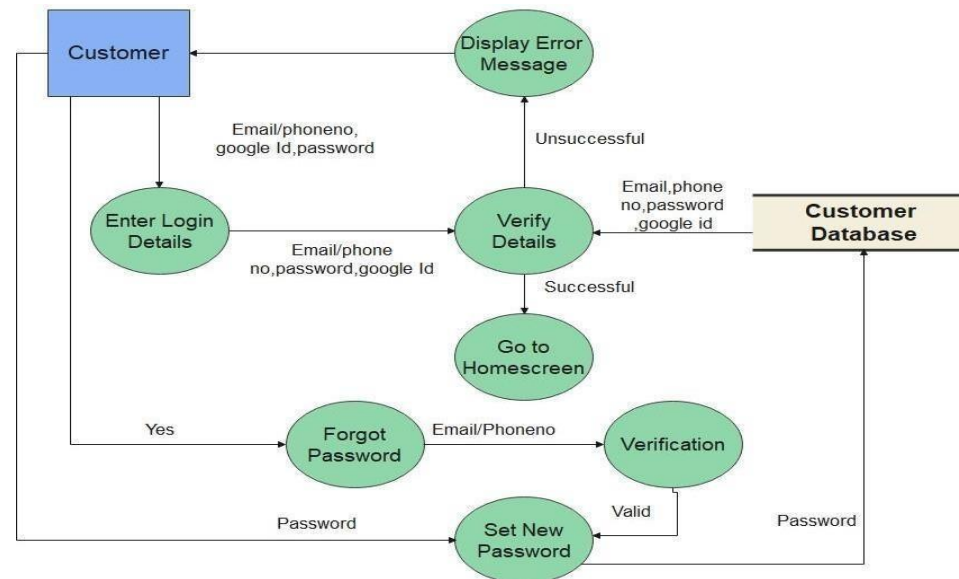 Customer
Display Error
Message
Email/phoneno,
google Id,password
Unsuccessful
Enter Login
Details
Email/phone
no,password,google Id
Verify
Details
Email,phone
no,password
,google id
Customer
Database
Successful
Go to
Homescreen
Yes
Forgot
Password
Email/Phoneno
Verification
Valid
Password
Set New
Password
Password